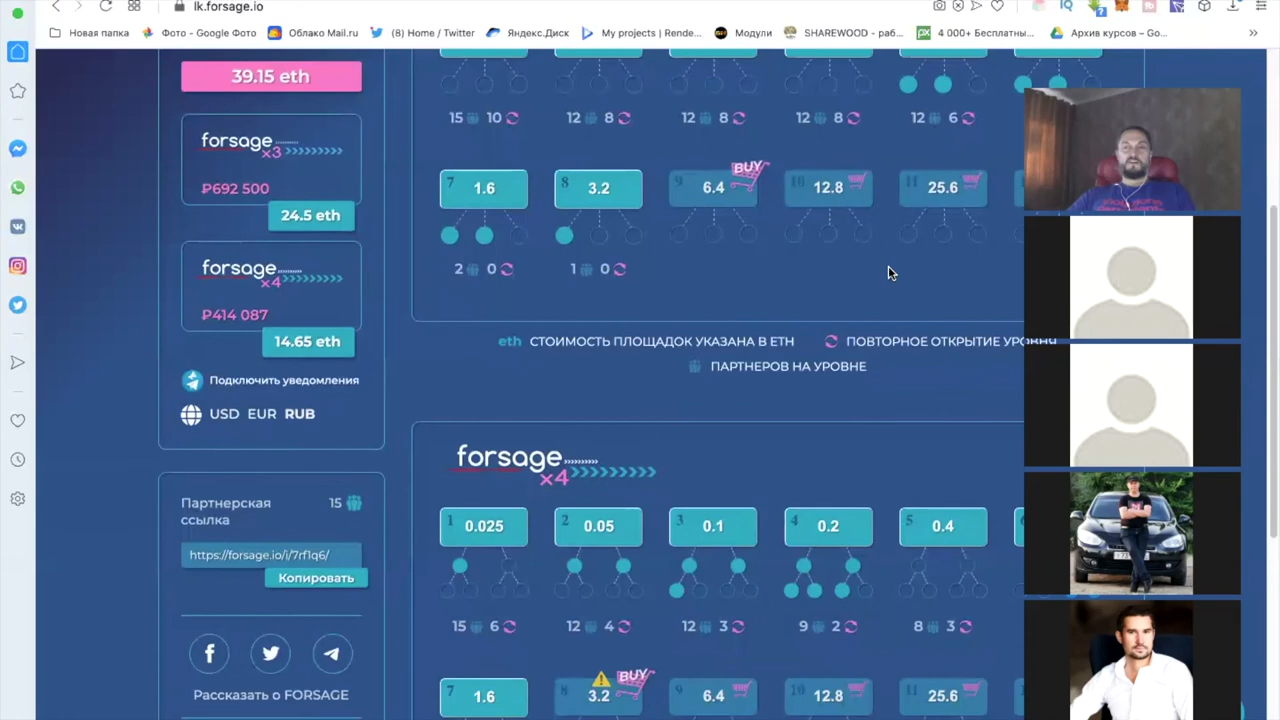 lk.forsage.io
Новая папка
Фото - Google Фото
Облако Mail.ru
(8) Home / Twitter
Яндекс.Диск
My projects | Rende...
Модули
SHAREWOOD - раб...
4 000+ Бесплатны...
Архив курсов – Go...
39.15 eth
forsage
x3
₽692 500
24.5 eth
forsage
x4
₽414 087
14.65 eth
Подключить уведомления
USD EUR RUB
Партнерская 15
ссылка
https://forsage.io/i/7rf1q6/
Копировать
Рассказать о FORSAGE
15 10 12 8 12 8 12 8 12 6
BUY
7 1.6 8 3.2 9 6.4 10 12.8 11 25.6
2 0 1 0
eth СТОИМОСТЬ ПЛОЩАДОК УКАЗАНА В ETH ПОВТОРНОЕ ОТКРЫТИЕ УРОВНЯ
ПАРТНЕРОВ НА УРОВНЕ
forsage
x4
1 0.025 2 0.05 3 0.1 4 0.2 5 0.4
15 6 12 4 12 3 9 2 8 3
BUY
7 1.6 8 3.2 9 6.4 10 12.8 11 25.6